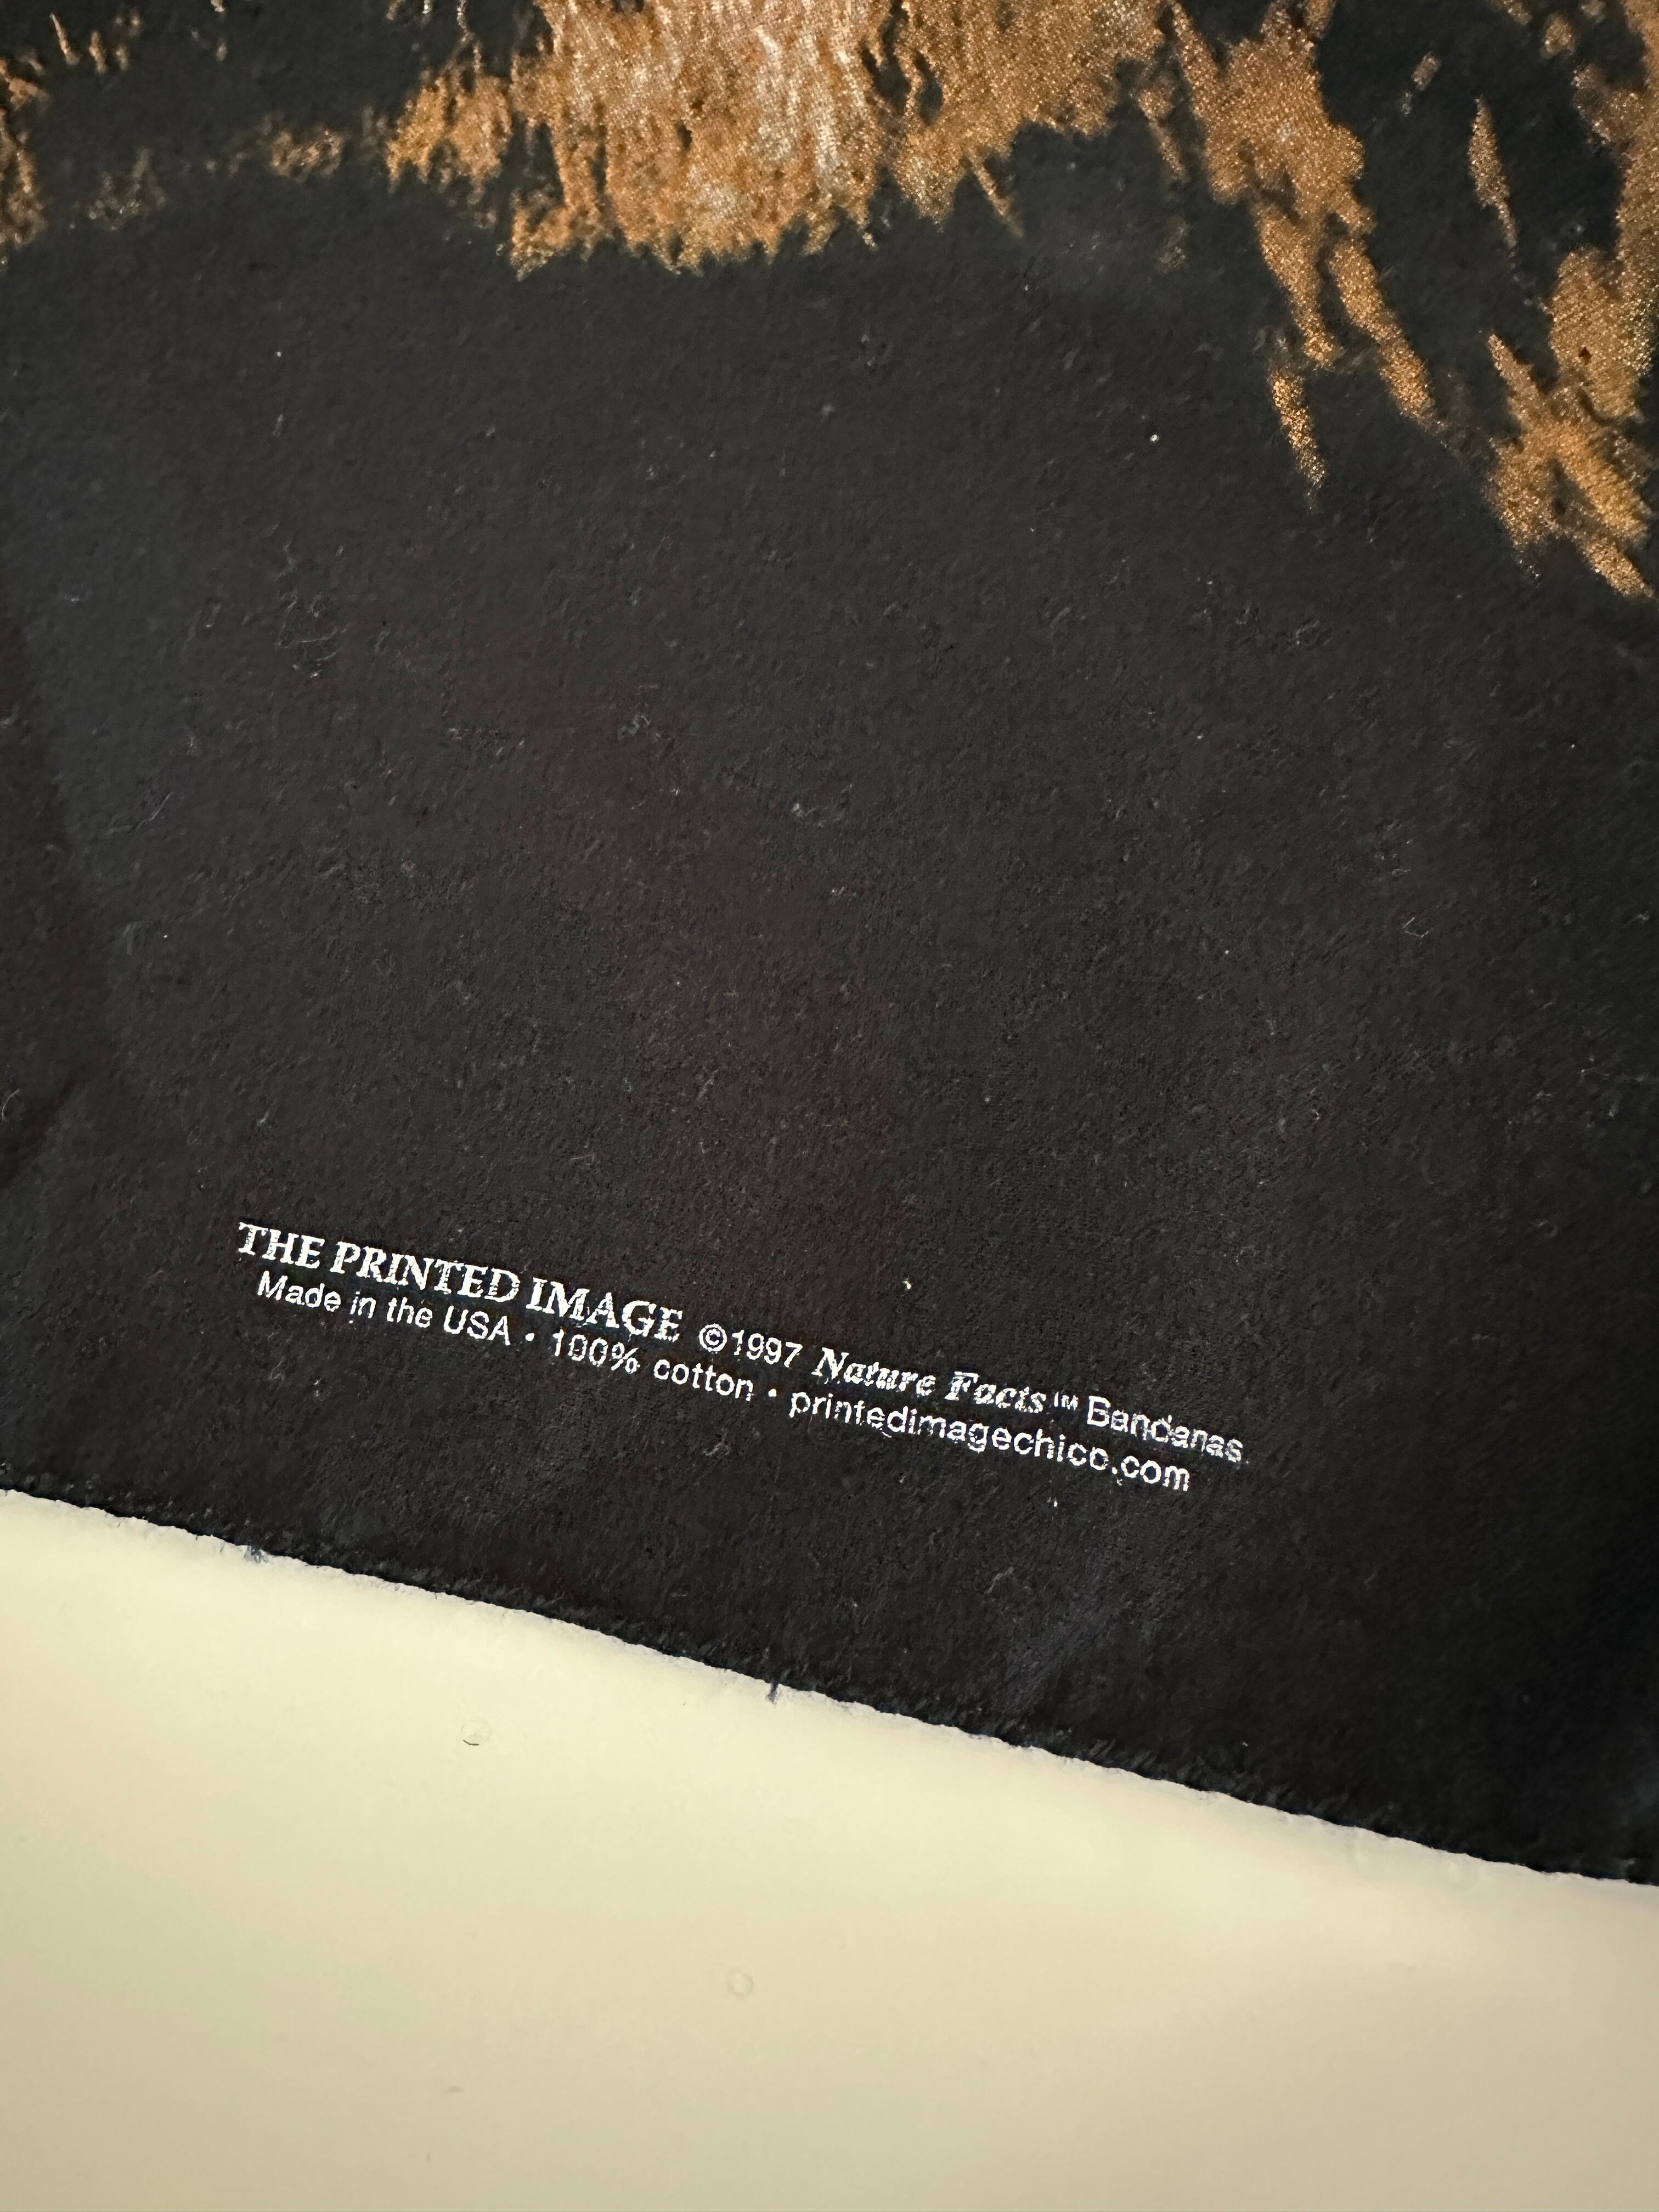 THE PRINTED IMAGE ©1997 Nature Facts™ Bandanas
Made in the USA • 100% cotton • printedimagechico.com